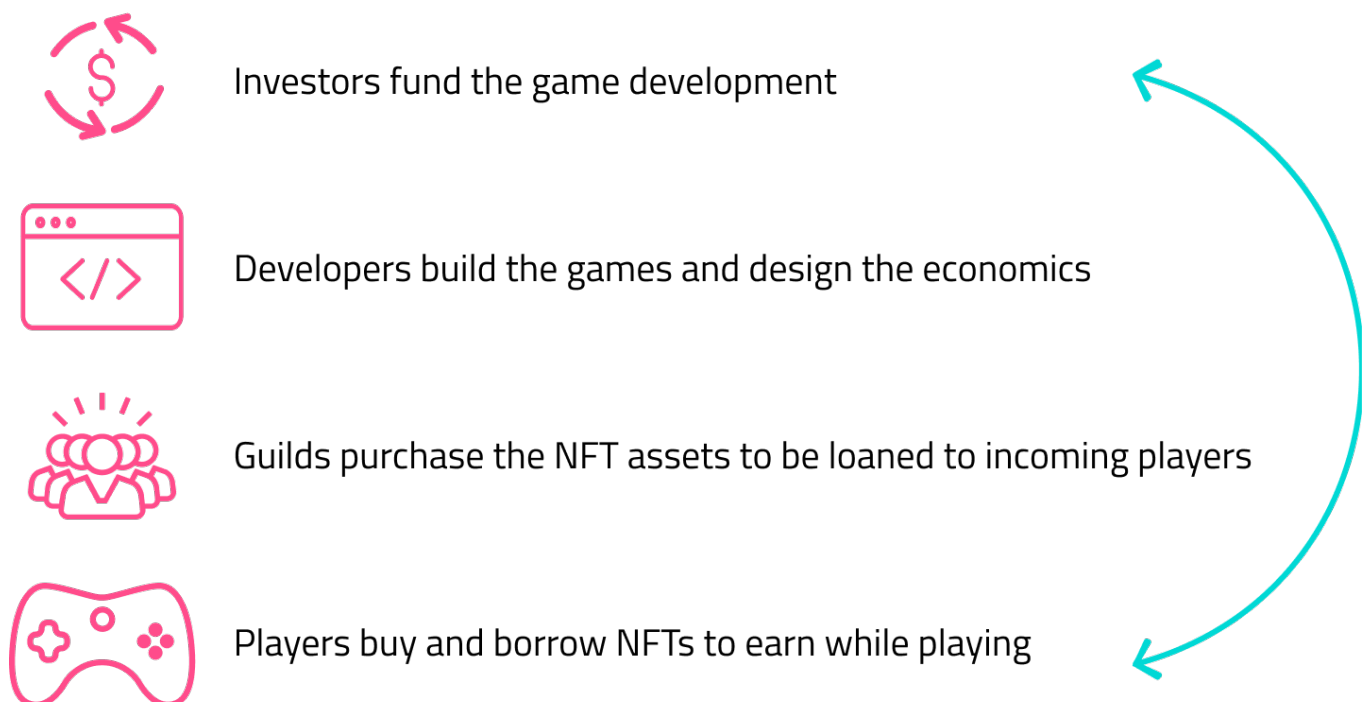 Investors fund the game development
Developers build the games and design the economics
Guilds purchase the NFT assets to be loaned to incoming players
Players buy and borrow NFTs to earn while playing